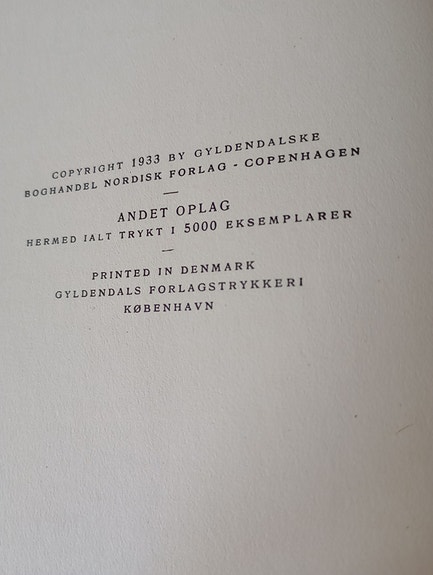 COPYRIGHT 1933 BY GYLDENDALSKE
BOGHANDEL NORDISK FORLAG - COPENHAGEN
—
ANDET OPLAG
HERMED IALT TRYKT I 5000 EKSEMPLARER
—
PRINTED IN DENMARK
GYLDENDALS FORLAGSTRYKKERI
KØBENHAVN